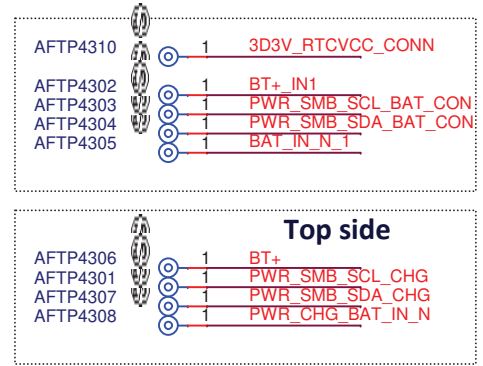 AFTP4310 1 3D3V_RTCVCC_CONN
AFTP4302 1 BT+_IN1
AFTP4303 1 PWR_SMB_SCL_BAT_CON
AFTP4304 1 PWR_SMB_SDA_BAT_CON
AFTP4305 1 BAT_IN_N_1
Top side
AFTP4306 1 BT+
AFTP4301 1 PWR_SMB_SCL_CHG
AFTP4307 1 PWR_SMB_SDA_CHG
AFTP4308 1 PWR_CHG_BAT_IN_N